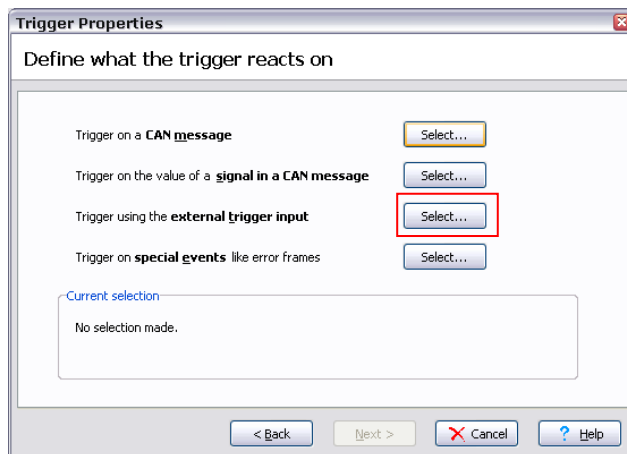 Trigger Properties
Define what the trigger reacts on
Trigger on a CAN message Select...
Trigger on the value of a signal in a CAN message Select...
Trigger using the external trigger input Select...
Trigger on special events like error frames Select...
Current selection
No selection made.
< Back Next > Cancel ? Help